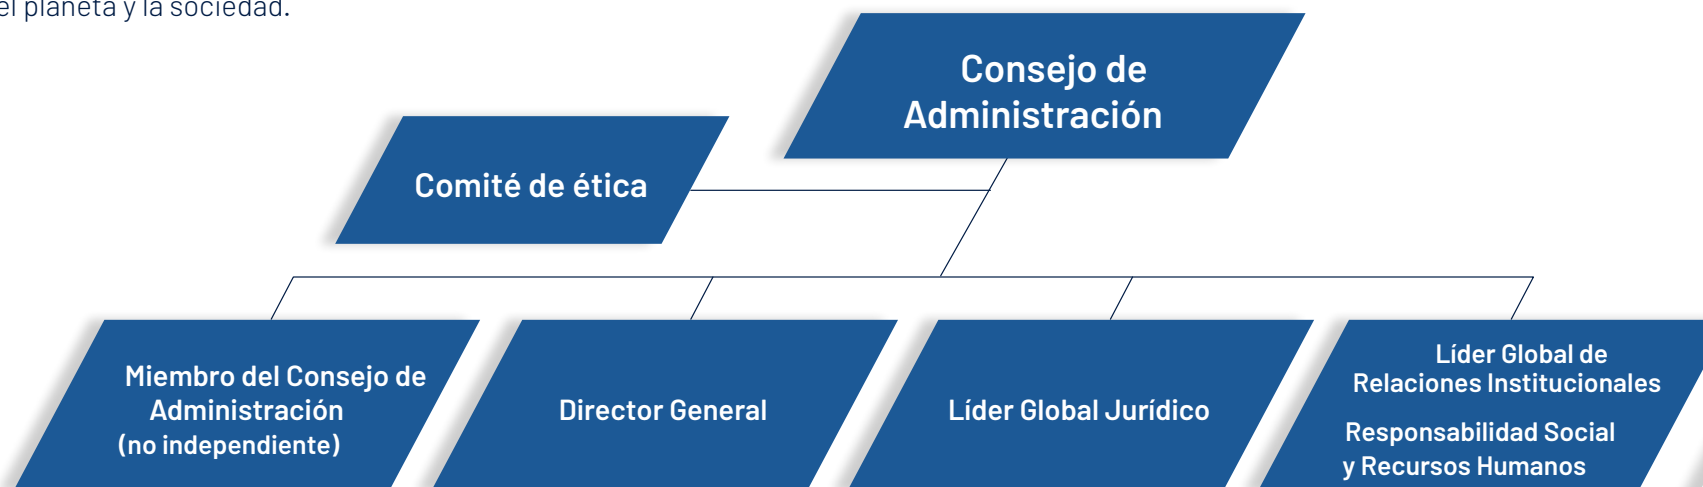 el planeta y la sociedad.
Consejo de
Administración
Comité de ética
Miembro del Consejo de
Administración
(no independiente)
Director General
Líder Global Jurídico
Líder Global de
Relaciones Institucionales
Responsabilidad Social
y Recursos Humanos